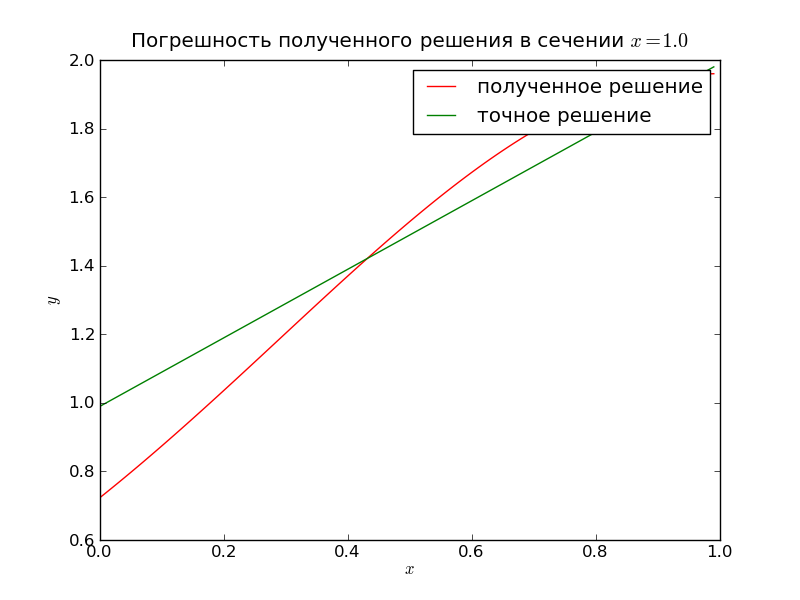 Погрешность полученного решения в сечении x=1.0
полученное решение
точное решение
2.0
1.8
1.6
1.4
1.2
1.0
0.8
0.6
y
0.0 0.2 0.4 0.6 0.8 1.0
x